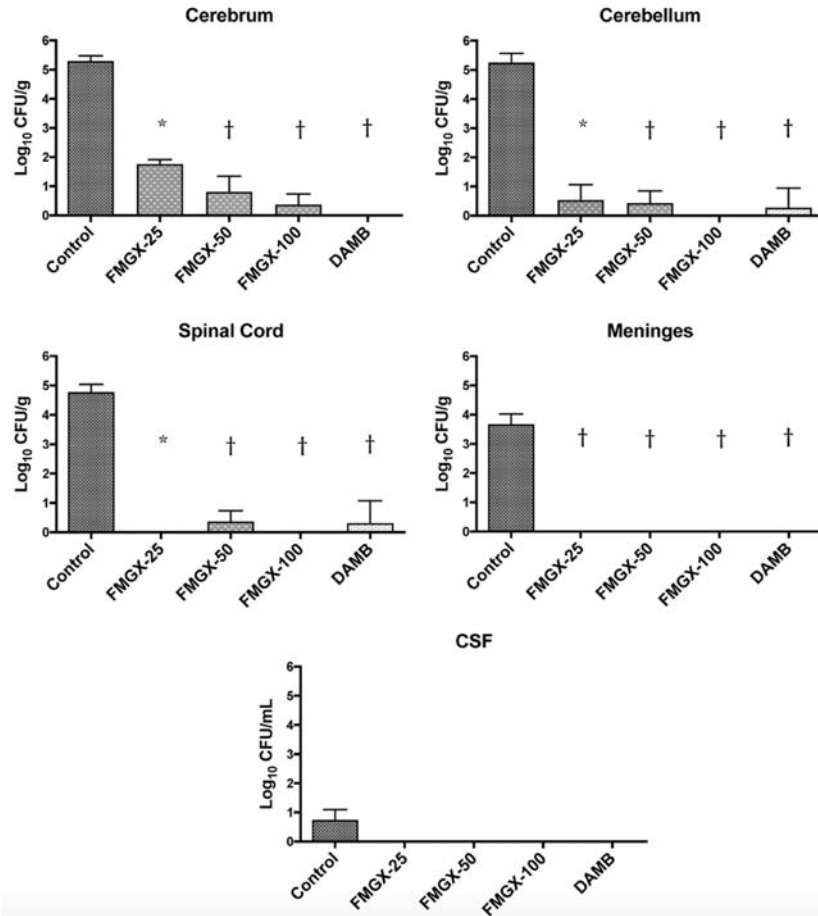 Cerebrum
Log10 CFU/g
6
5
4
3
2
1
0
* † † †
Control FMGX-25 FMGX-50 FMGX-100 DAMB
Cerebellum
Log10 CFU/g
6
5
4
3
2
1
0
* † † †
Control FMGX-25 FMGX-50 FMGX-100 DAMB
Spinal Cord
Log10 CFU/g
6
5
4
3
2
1
0
* † † †
Control FMGX-25 FMGX-50 FMGX-100 DAMB
Meninges
Log10 CFU/g
6
5
4
3
2
1
0
† † † †
Control FMGX-25 FMGX-50 FMGX-100 DAMB
CSF
Log10 CFU/mL
6
5
4
3
2
1
0
Control FMGX-25 FMGX-50 FMGX-100 DAMB